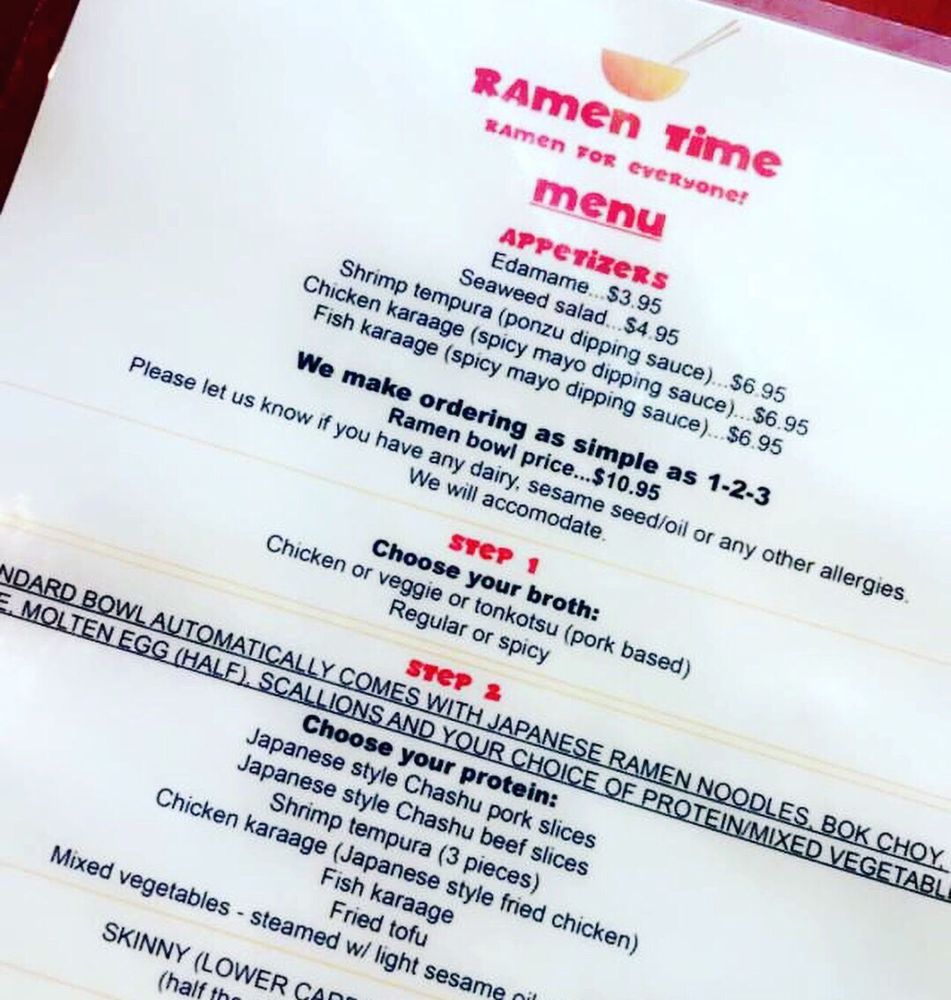 RAmen Time
RAmen FOR everyone!
menu
Appetizers
Edamame...$3.95
Seaweed salad...$4.95
Shrimp tempura (ponzu dipping sauce)...$6.95
Chicken karaage (spicy mayo dipping sauce)...$6.95
Fish karaage (spicy mayo dipping sauce)...$6.95
We make ordering as simple as 1-2-3
Ramen bowl price...$10.95
Please let us know if you have any dairy, sesame seed/oil or any other allergies.
We will accomodate.
Step 1
Choose your broth:
Chicken or veggie or tonkotsu (pork based)
Regular or spicy
Step 2
BOWL AUTOMATICALLY COMES WITH JAPANESE RAMEN NOODLES, BOK CHOY,
MOLTEN EGG (HALF), SCALLIONS AND YOUR CHOICE OF PROTEIN/MIXED
Choose your protein:
Japanese style Chashu pork slices
Japanese style Chashu beef slices
Shrimp tempura (3 pieces)
Chicken karaage (Japanese style fried chicken)
Fish karaage
Fried tofu
Mixed vegetables - steamed w/ light sesame oil
SKINNY (LOWER
(half